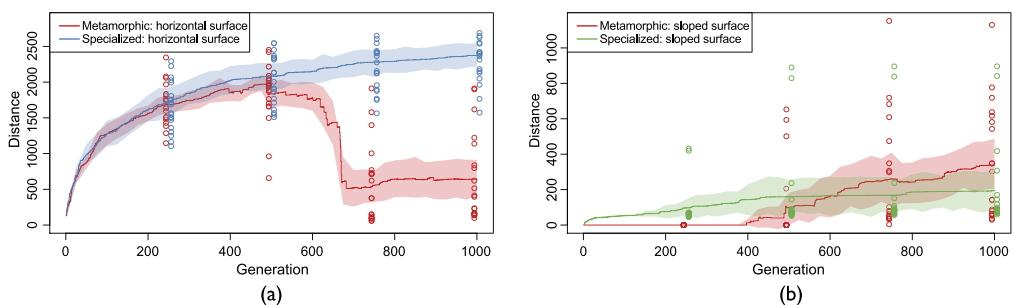 Metamorphic: horizontal surface
Specialized: horizontal surface
Distance
2500
2000
1500
1000
500
0
0 200 400 600 800 1000
Generation
(a)
Metamorphic: sloped surface
Specialized: sloped surface
Distance
1000
800
600
400
200
0
0 200 400 600 800 1000
Generation
(b)